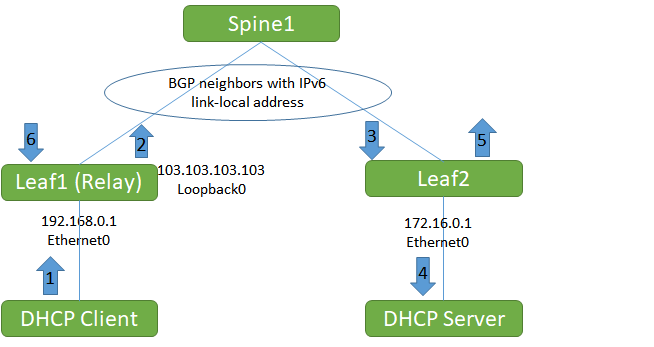 Spine1
BGP neighbors with IPv6
link-local address
6
2
3
5
Leaf1 (Relay)
103.103.103.103
Loopback0
Leaf2
192.168.0.1
Ethernet0
172.16.0.1
Ethernet0
1
4
DHCP Client
DHCP Server